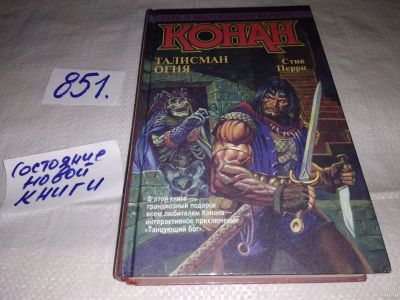 КОНАН
ТАЛИСМАН
ОГНЯ
Стив
Перри
В этой книге —
грандиозный подарок
всем любителям Конана —
интерактивное приключение
«Танцующий бог».
851.
Состояние
новой
книги